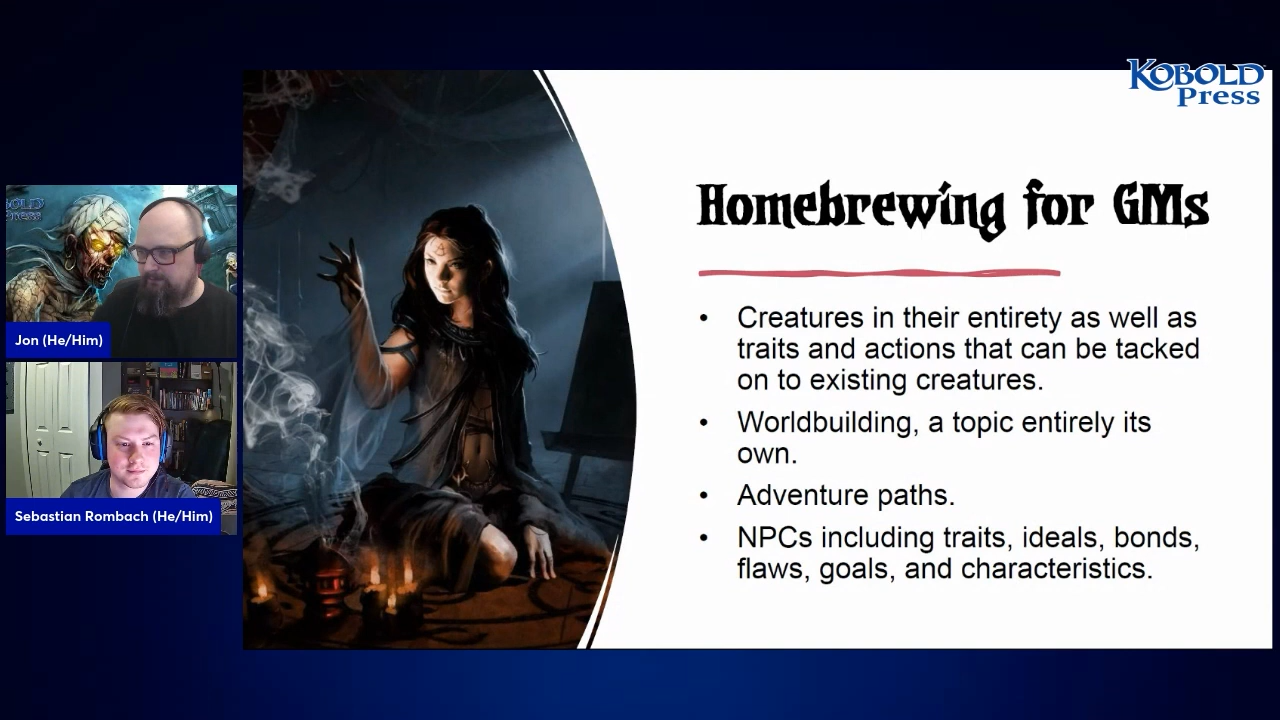 KOBOLD
Press
Homebrewing for GMs
• Creatures in their entirety as well as
traits and actions that can be tacked
on to existing creatures.
• Worldbuilding, a topic entirely its
own.
• Adventure paths.
• NPCs including traits, ideals, bonds,
flaws, goals, and characteristics.
Press
Jon (He/Him)
Sebastian Rombach (He/Him)